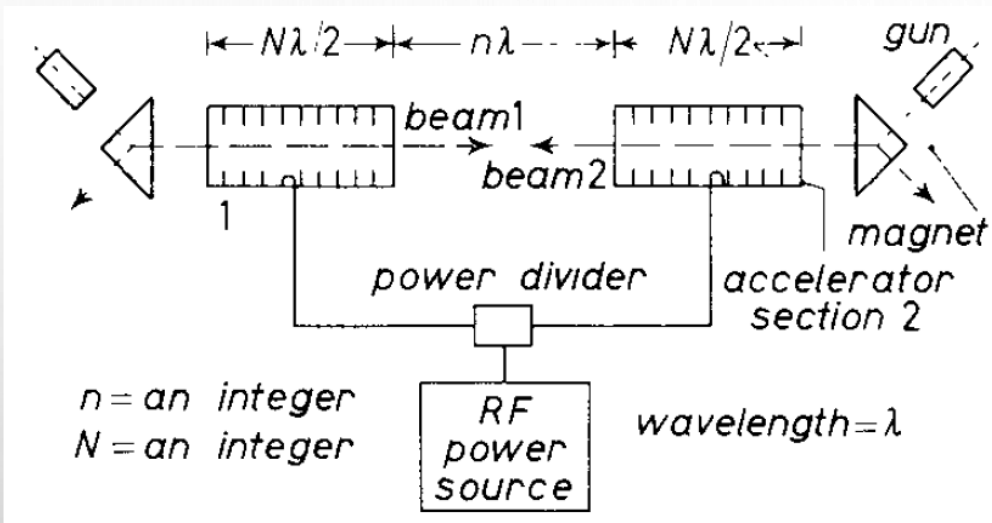 Nλ/2
nλ
Nλ/2
gun
beam1
beam2
1
magnet
power divider
accelerator
section 2
n = an integer
N = an integer
RF
power
source
wavelength = λ